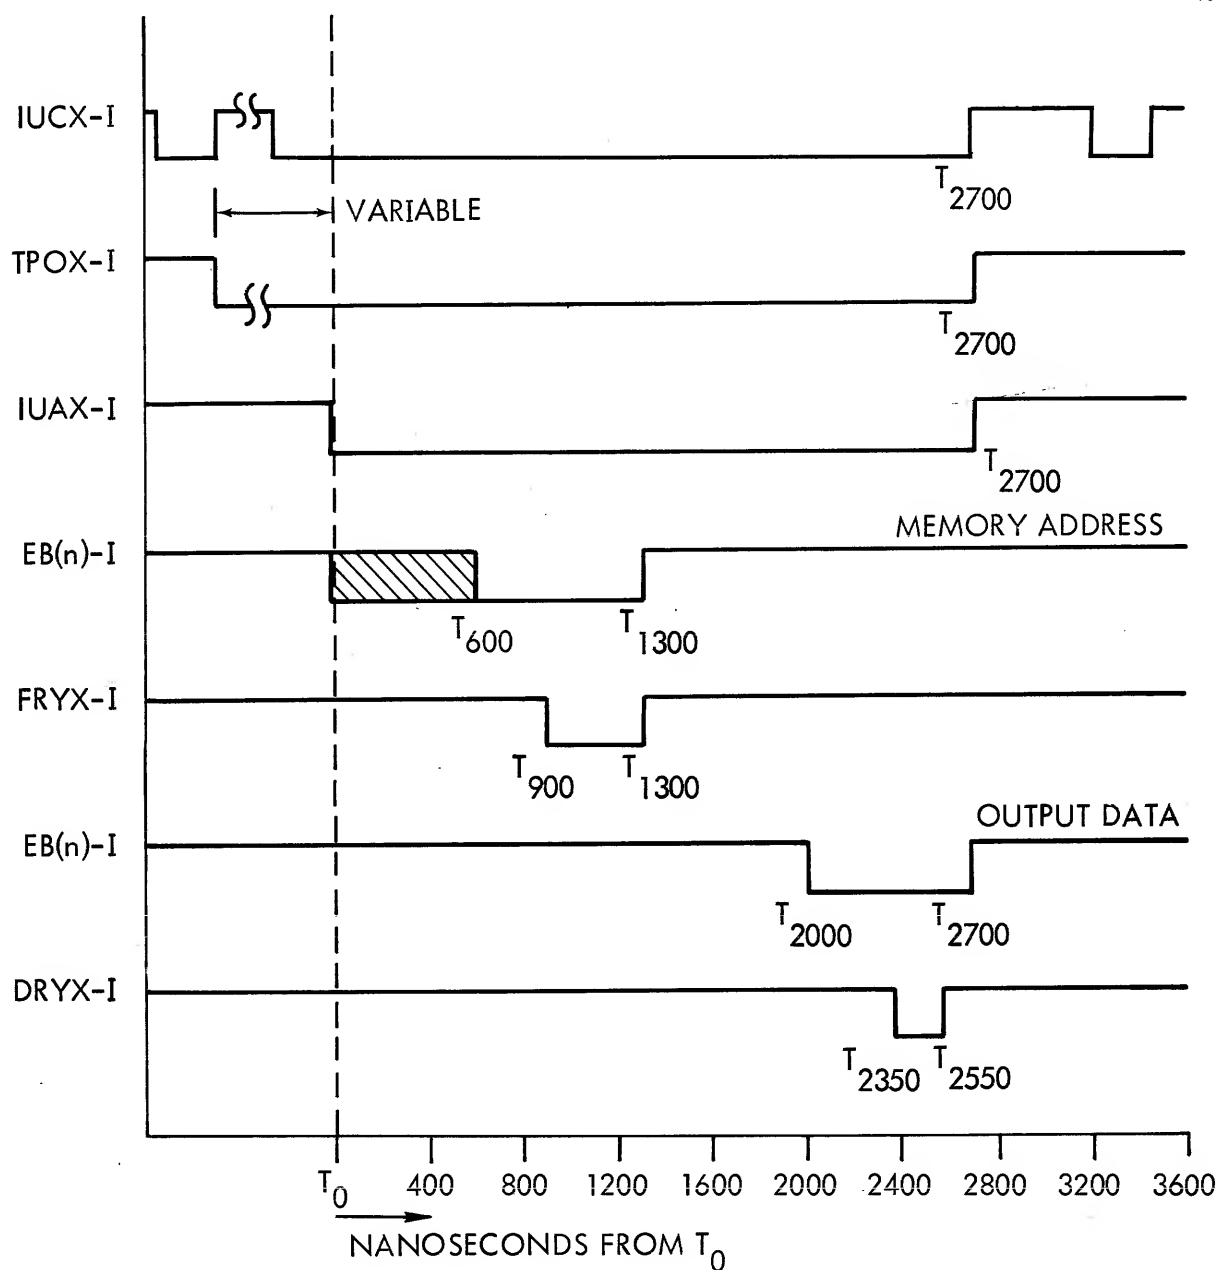 IUCX-I
T2700
VARIABLE
TPOX-I
T2700
IUAX-I
T2700
MEMORY ADDRESS
EB(n)-I
T600
T1300
FRYX-I
T900
T1300
OUTPUT DATA
EB(n)-I
T2000
T2700
DRYX-I
T2350
T2550
T0 400 800 1200 1600 2000 2400 2800 3200 3600
NANOSECONDS FROM T0